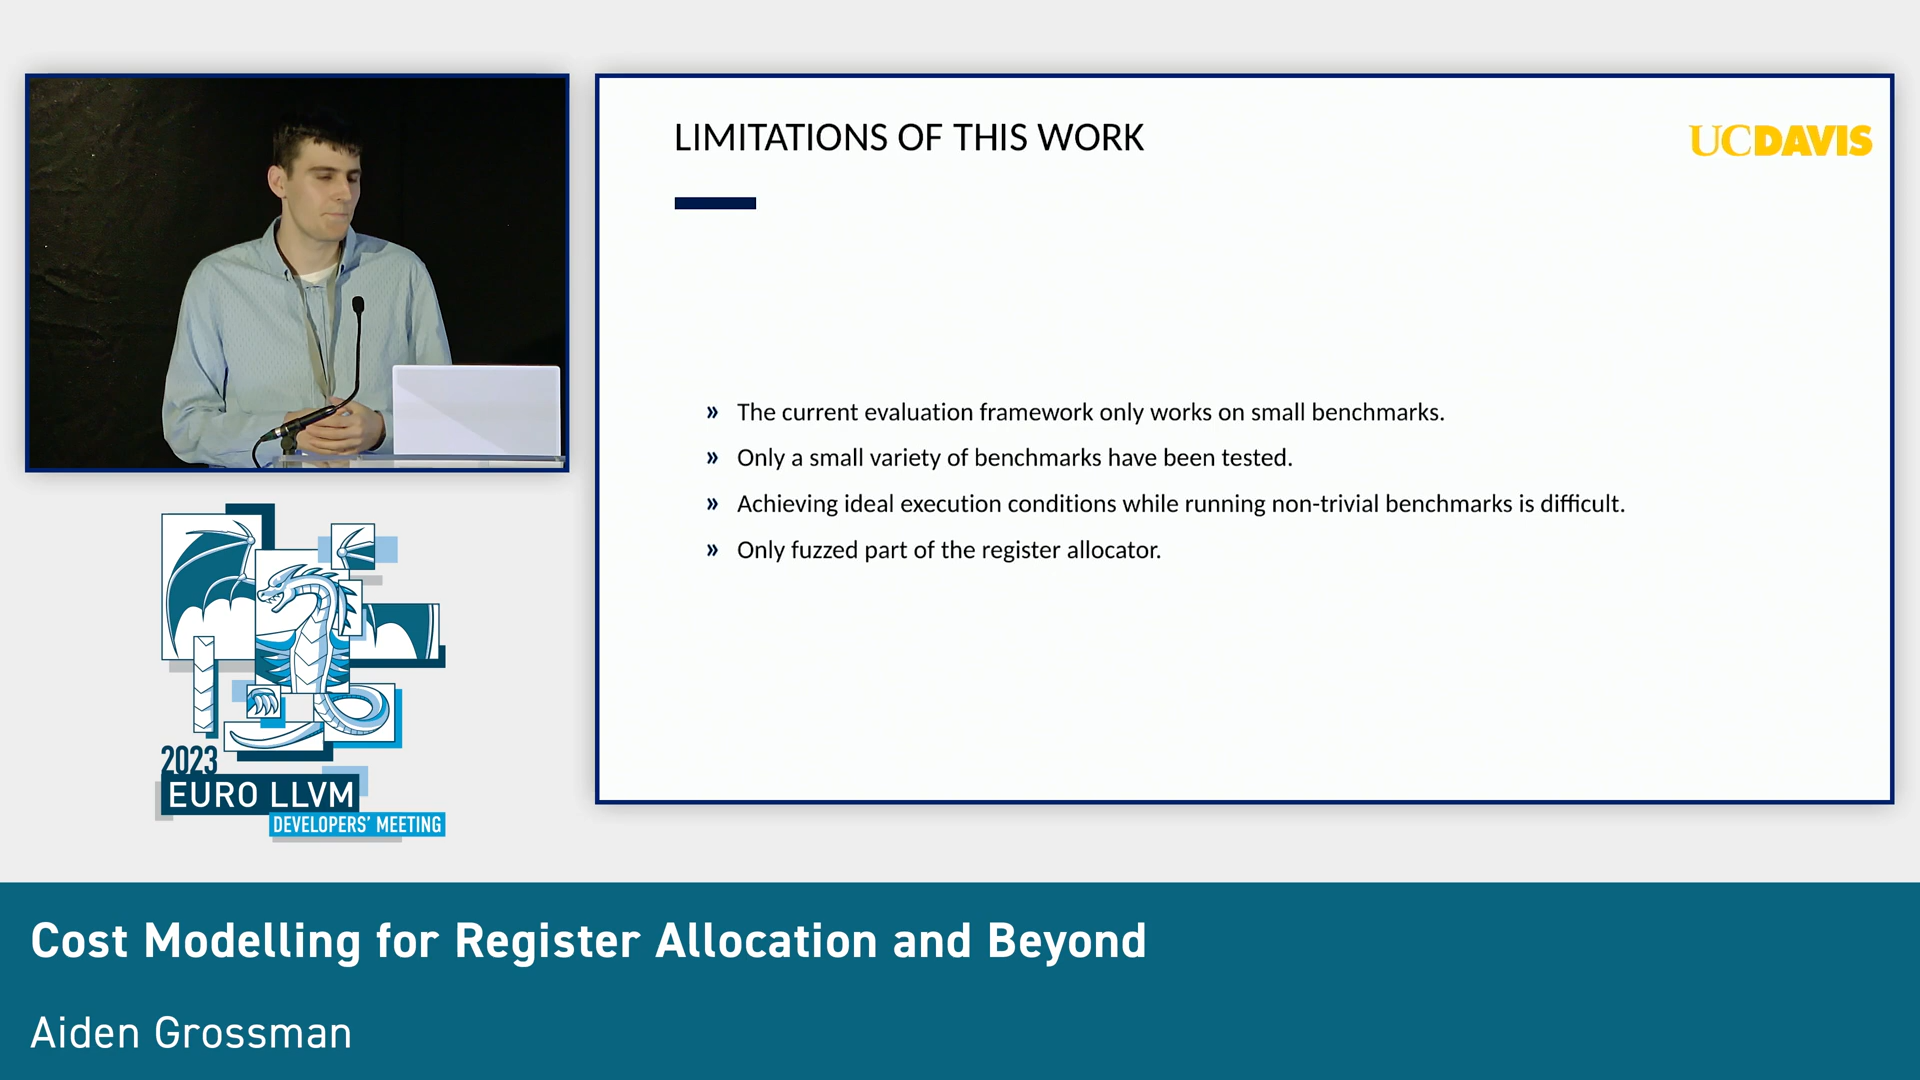 LIMITATIONS OF THIS WORK
UCDAVIS
» The current evaluation framework only works on small benchmarks.
» Only a small variety of benchmarks have been tested.
» Achieving ideal execution conditions while running non-trivial benchmarks is difficult.
» Only fuzzed part of the register allocator.
2023
EURO LLVM
DEVELOPERS' MEETING
Cost Modelling for Register Allocation and Beyond
Aiden Grossman